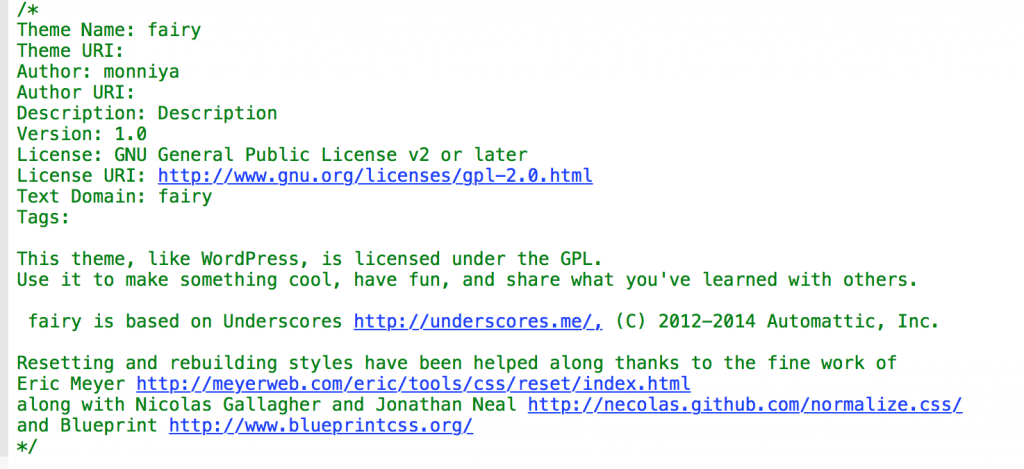 /*
Theme Name: fairy
Theme URI:
Author: monniya
Author URI:
Description: Description
Version: 1.0
License: GNU General Public License v2 or later
License URI: http://www.gnu.org/licenses/gpl-2.0.html
Text Domain: fairy
Tags:
This theme, like WordPress, is licensed under the GPL.
Use it to make something cool, have fun, and share what you've learned with others.
fairy is based on Underscores http://underscores.me/, (C) 2012-2014 Automattic, Inc.
Resetting and rebuilding styles have been helped along thanks to the fine work of
Eric Meyer http://meyerweb.com/eric/tools/css/reset/index.html
along with Nicolas Gallagher and Jonathan Neal http://necolas.github.com/normalize.css/
and Blueprint http://www.blueprintcss.org/
*/